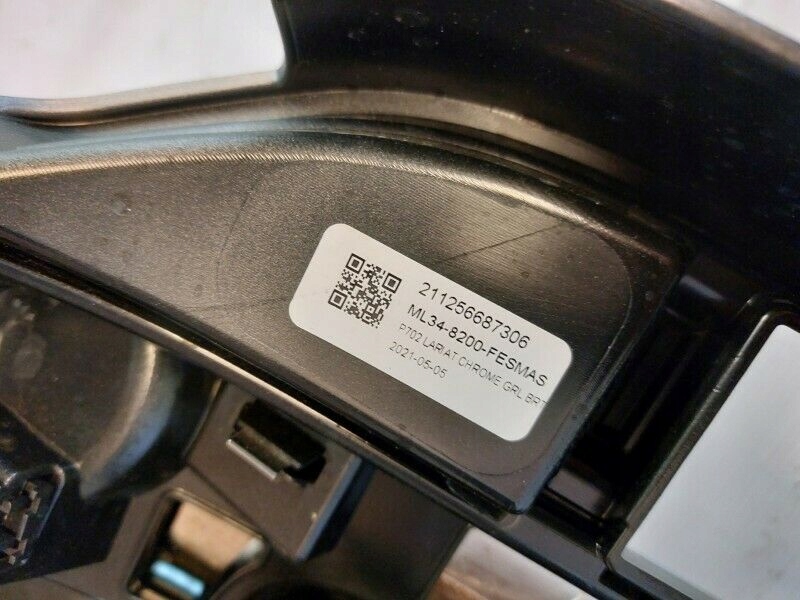 211256687306
ML34-8200-FESMAS
P702 LARIAT CHROME GRL BRT
2021-05-05